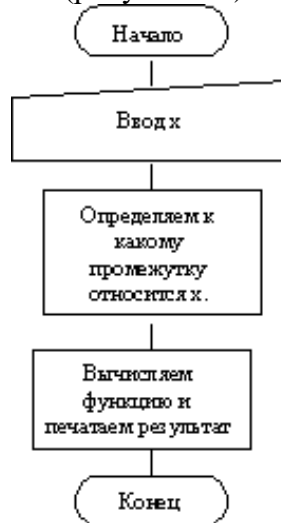 Начало
Ввод x
Определяем к
какому
промежутку
относится x.
Вычисляем
функцию и
печатаем результат
Конец